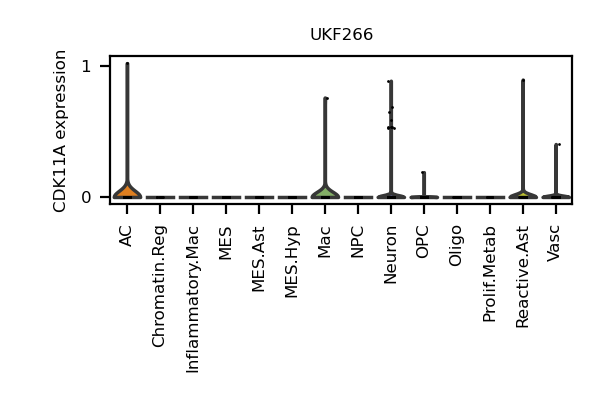 UKF266
CDK11A expression
1
0
AC
Chromatin.Reg
Inflammatory.Mac
MES
MES.Ast
MES.Hyp
Mac
NPC
Neuron
OPC
Oligo
Prolif.Metab
Reactive.Ast
Vasc